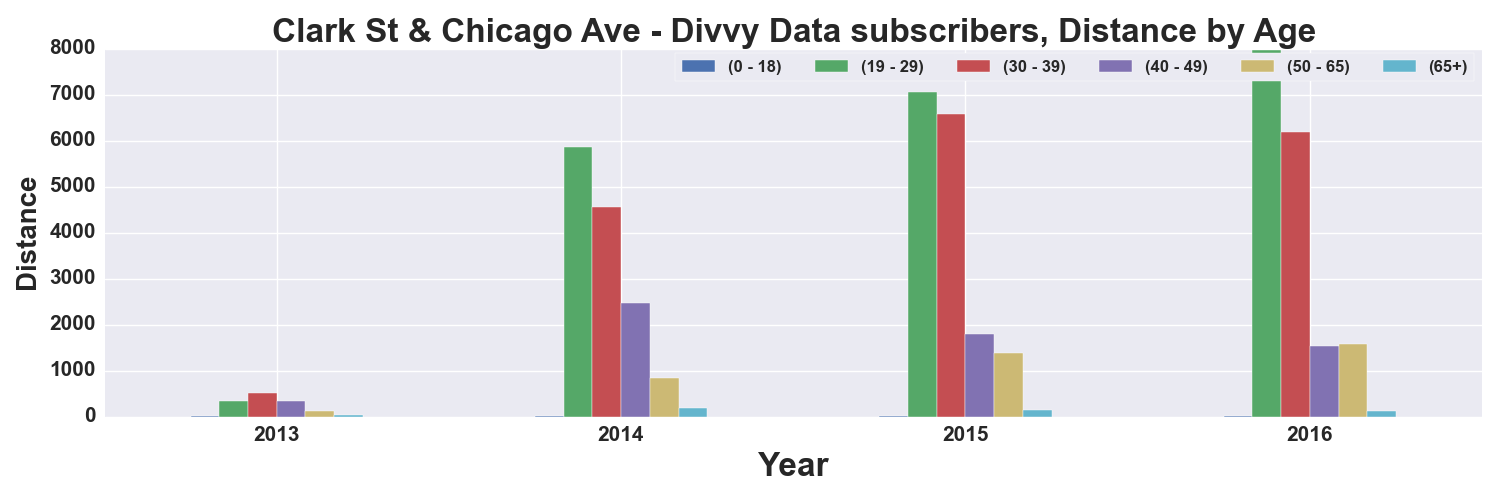 Clark St & Chicago Ave - Divvy Data subscribers, Distance by Age
8000
(0 - 18) (19 - 29) (30 - 39) (40 - 49) (50 - 65) (65+)
7000
6000
5000
4000
3000
2000
1000
0
Distance
2013 2014 2015 2016
Year